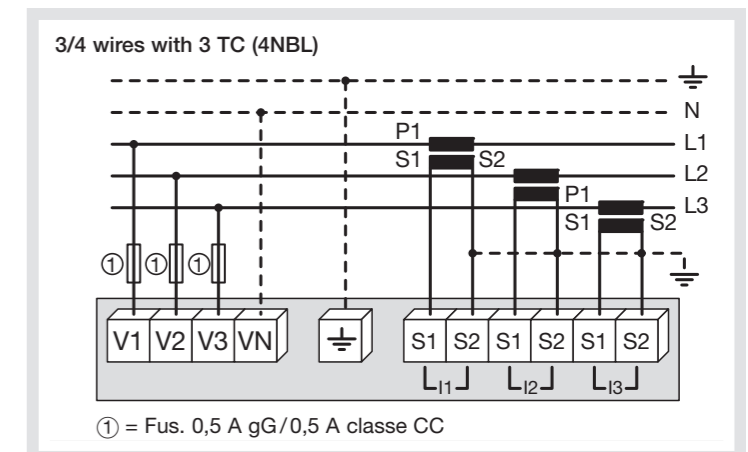 3/4 wires with 3 TC (4NBL)
N
P1
L1
S1 S2
L2
P1
L3
S1 S2
① ① ①
V1 V2 V3 VN S1 S2 S1 S2 S1 S2
I1 I2 I3
① = Fus. 0,5 A gG/0,5 A classe CC